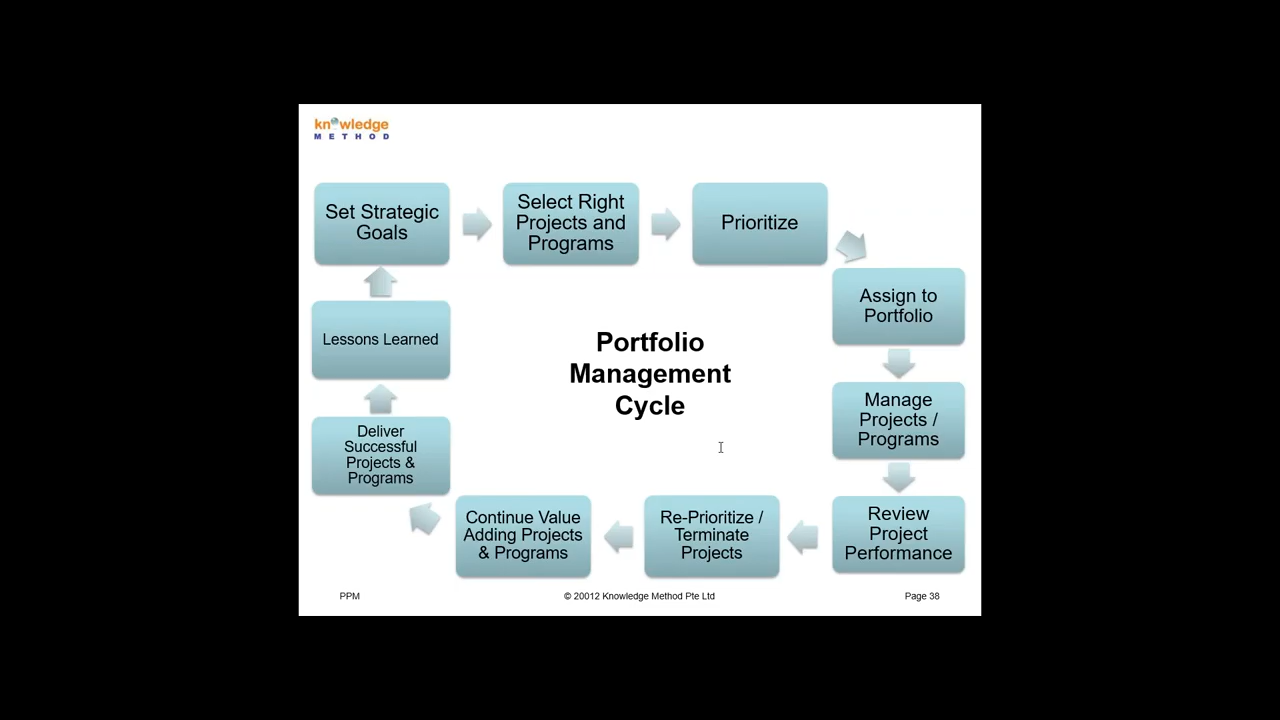 knowledge
METHOD
Set Strategic
Goals
Select Right
Projects and
Programs
Prioritize
Assign to
Portfolio
Manage
Projects /
Programs
Review
Project
Performance
Re-Prioritize /
Terminate
Projects
Continue Value
Adding Projects
& Programs
Deliver
Successful
Projects &
Programs
Lessons Learned
Portfolio
Management
Cycle
PPM
© 20012 Knowledge Method Pte Ltd
Page 38